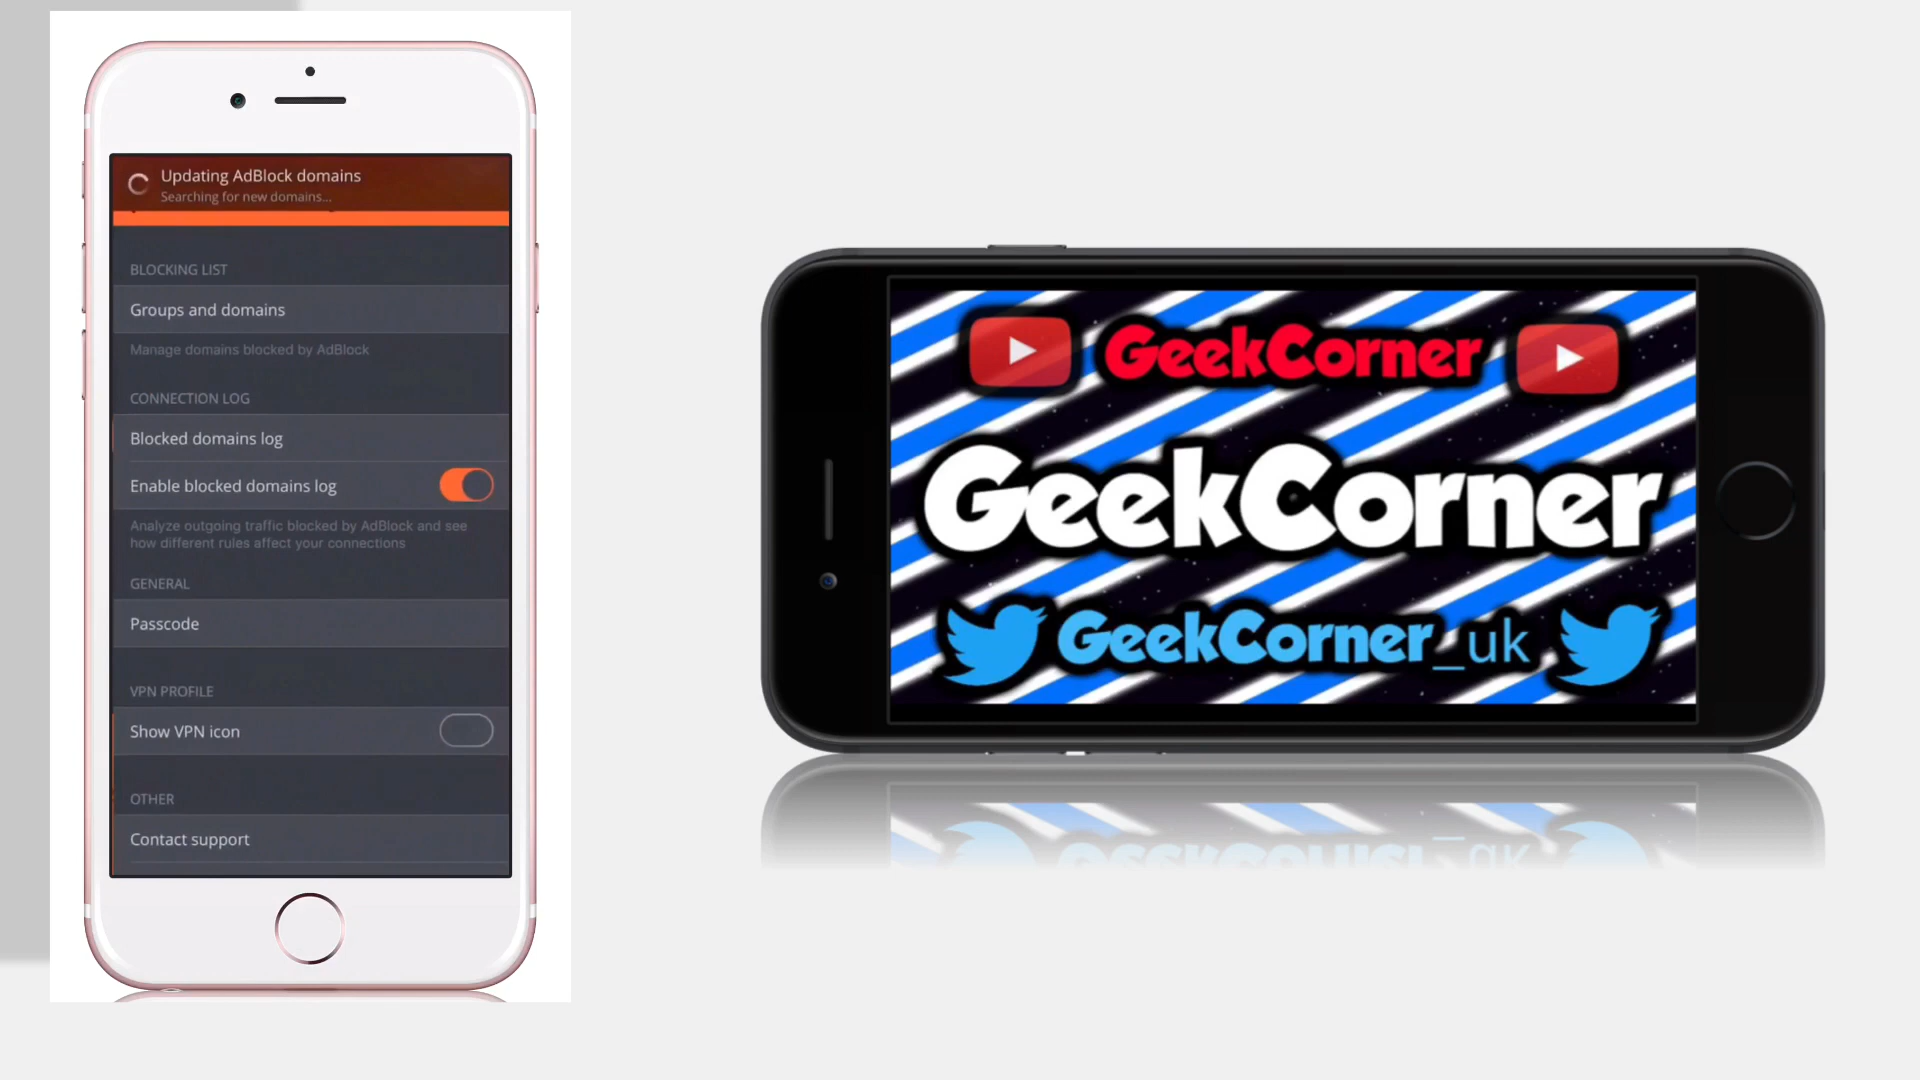 Updating AdBlock domains
Searching for new domains...
BLOCKING LIST
Groups and domains
Manage domains blocked by AdBlock
CONNECTION LOG
Blocked domains log
Enable blocked domains log
Analyze outgoing traffic blocked by AdBlock and see
how different rules affect your connections
GENERAL
Passcode
VPN PROFILE
Show VPN icon
OTHER
Contact support
GeekCorner
GeekCorner
GeekCorner_uk